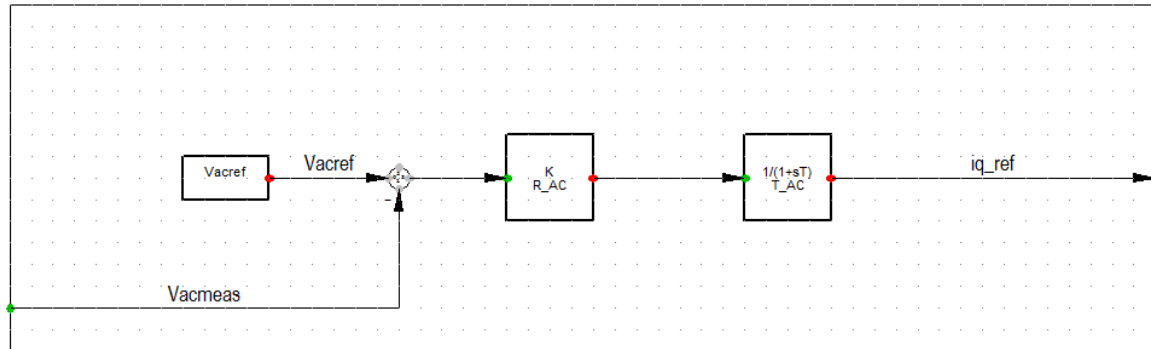 Vacref
Vacref
-
K
R_AC
1/(1+sT)
T_AC
iq_ref
Vacmeas